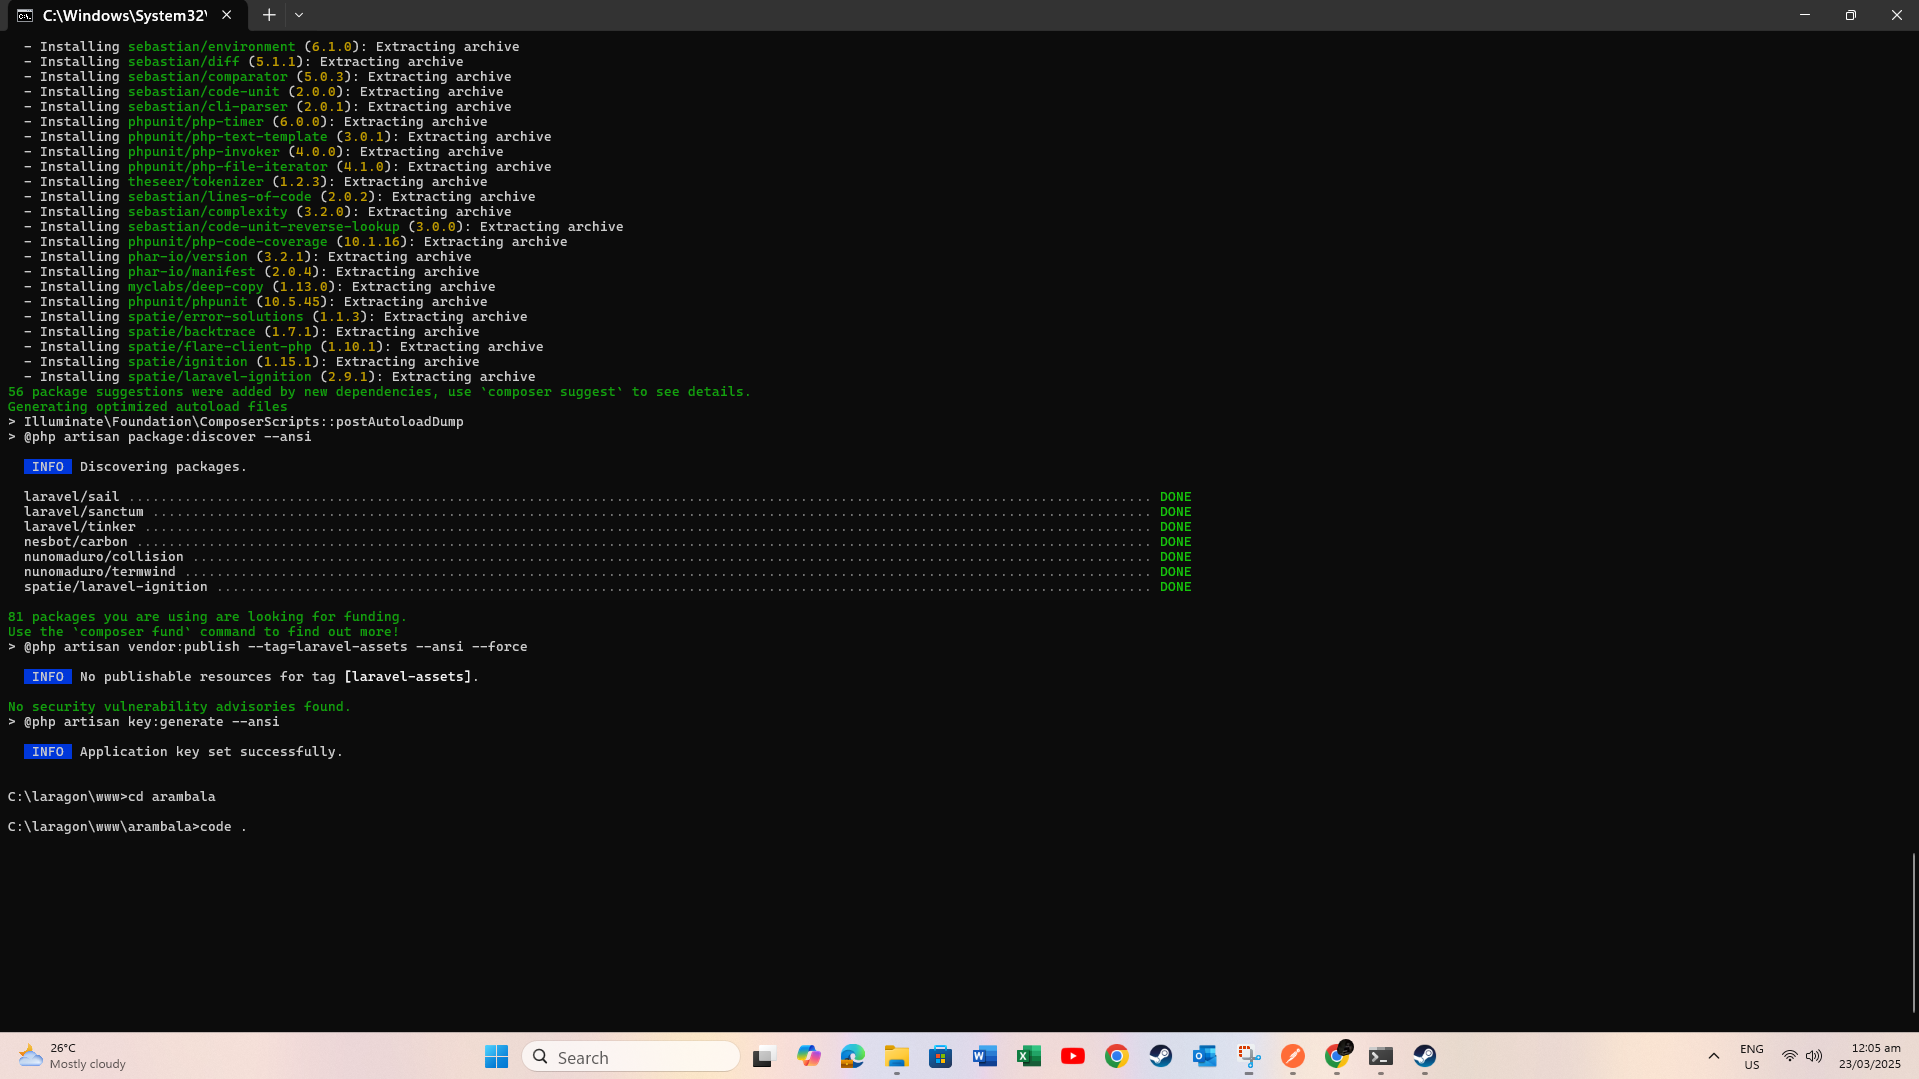 C:\Windows\System32\
- Installing sebastian/environment (6.1.0): Extracting archive
- Installing sebastian/diff (5.1.1): Extracting archive
- Installing sebastian/comparator (5.0.3): Extracting archive
- Installing sebastian/code-unit (2.0.0): Extracting archive
- Installing sebastian/cli-parser (2.0.1): Extracting archive
- Installing phpunit/php-timer (6.0.0): Extracting archive
- Installing phpunit/php-text-template (3.0.1): Extracting archive
- Installing phpunit/php-invoker (4.0.0): Extracting archive
- Installing phpunit/php-file-iterator (4.1.0): Extracting archive
- Installing theseer/tokenizer (1.2.3): Extracting archive
- Installing sebastian/lines-of-code (2.0.2): Extracting archive
- Installing sebastian/complexity (3.2.0): Extracting archive
- Installing sebastian/code-unit-reverse-lookup (3.0.0): Extracting archive
- Installing phpunit/php-code-coverage (10.1.16): Extracting archive
- Installing phar-io/version (3.2.1): Extracting archive
- Installing phar-io/manifest (2.0.4): Extracting archive
- Installing myclabs/deep-copy (1.13.0): Extracting archive
- Installing phpunit/phpunit (10.5.45): Extracting archive
- Installing spatie/error-solutions (1.1.3): Extracting archive
- Installing spatie/backtrace (1.7.1): Extracting archive
- Installing spatie/flare-client-php (1.10.1): Extracting archive
- Installing spatie/ignition (1.15.1): Extracting archive
- Installing spatie/laravel-ignition (2.9.1): Extracting archive
56 package suggestions were added by new dependencies, use `composer suggest` to see details.
Generating optimized autoload files
> Illuminate\Foundation\ComposerScripts::postAutoloadDump
> @php artisan package:discover --ansi
INFO Discovering packages.
laravel/sail ........ DONE
laravel/sanctum ........ DONE
laravel/tinker ........ DONE
nesbot/carbon ........ DONE
nunomaduro/collision ........ DONE
nunomaduro/termwind ........ DONE
spatie/laravel-ignition ........ DONE
81 packages you are using are looking for funding.
Use the `composer fund` command to find out more!
> @php artisan vendor:publish --tag=laravel-assets --ansi --force
INFO No publishable resources for tag [laravel-assets].
No security vulnerability advisories found.
> @php artisan key:generate --ansi
INFO Application key set successfully.
C:\laragon\www>cd arambala
C:\laragon\www\arambala>code .
26°C
Mostly cloudy
Search
ENG
US
12:05 am
23/03/2025